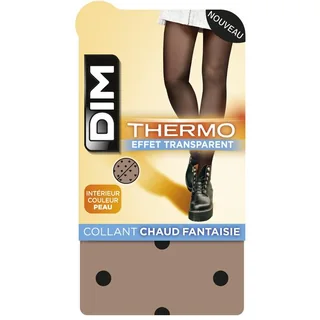 NOUVEAU
DIM
THERMO
EFFET TRANSPARENT
INTÉRIEUR
COULEUR
PEAU
COLLANT CHAUD FANTAISIE